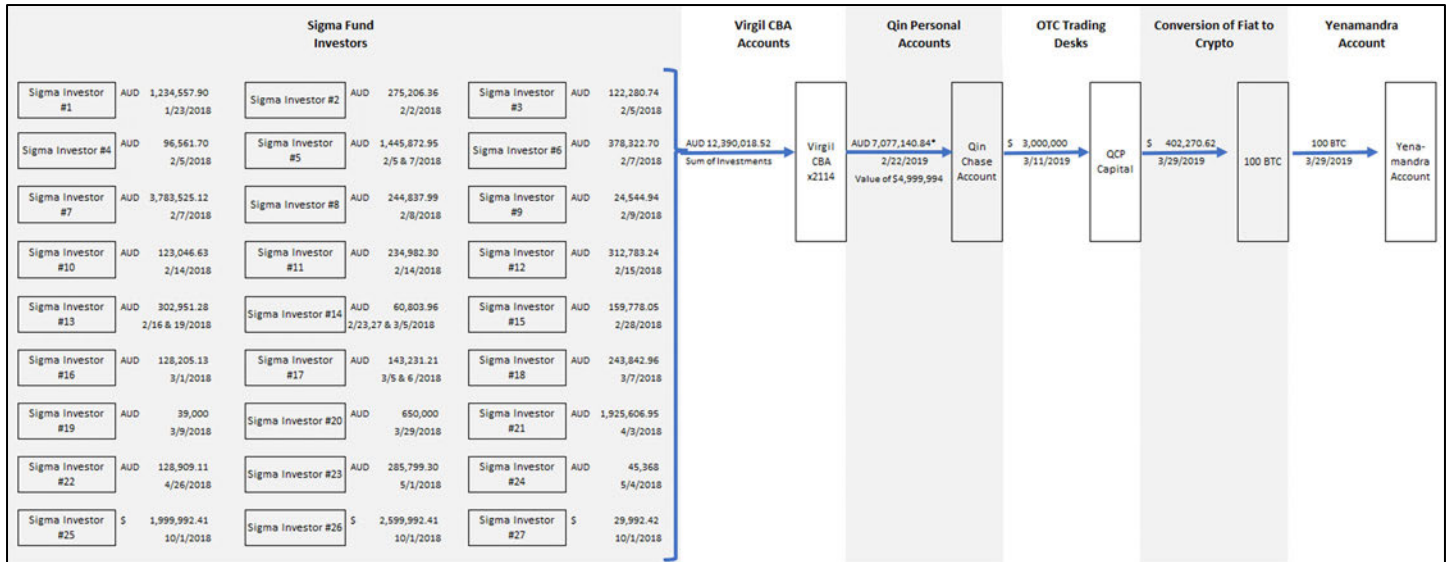 Sigma Fund
Investors
Virgil CBA
Accounts
Qin Personal
Accounts
OTC Trading
Desks
Conversion of Fiat to
Crypto
Yenamandra
Account
Sigma Investor
#1
AUD 1,234,557.90
1/23/2018
Sigma Investor #2
AUD 275,206.36
2/2/2018
Sigma Investor
#3
AUD 122,280.74
2/5/2018
Sigma Investor #4
AUD 96,561.70
2/5/2018
Sigma Investor
#5
AUD 1,445,872.95
2/5 & 7/2018
Sigma Investor #6
AUD 378,322.70
2/7/2018
Sigma Investor
#7
AUD 3,783,525.12
2/7/2018
Sigma Investor #8
AUD 244,837.99
2/8/2018
Sigma Investor
#9
AUD 24,544.94
2/9/2018
Sigma Investor
#10
AUD 123,046.63
2/14/2018
Sigma Investor
#11
AUD 234,982.30
2/14/2018
Sigma Investor
#12
AUD 312,783.24
2/15/2018
Sigma Investor
#13
AUD 302,951.28
2/16 & 19/2018
Sigma Investor #14
AUD 60,803.96
2/23,27 & 3/5/2018
Sigma Investor
#15
AUD 159,778.05
2/28/2018
Sigma Investor
#16
AUD 128,205.13
3/1/2018
Sigma Investor
#17
AUD 143,231.21
3/5 & 6/2018
Sigma Investor
#18
AUD 243,842.96
3/7/2018
Sigma Investor
#19
AUD 39,000
3/9/2018
Sigma Investor #20
AUD 650,000
3/29/2018
Sigma Investor
#21
AUD 1,925,606.95
4/3/2018
Sigma Investor
#22
AUD 128,909.11
4/26/2018
Sigma Investor #23
AUD 285,799.30
5/1/2018
Sigma Investor
#24
AUD 45,368
5/4/2018
Sigma Investor
#25
$ 1,999,992.41
10/1/2018
Sigma Investor #26
$ 2,599,992.41
10/1/2018
Sigma Investor
#27
$ 29,992.42
10/1/2018
AUD 12,390,018.52
Sum of Investments
Virgil
CBA
x2114
AUD 7,077,140.84*
2/22/2019
Value of $4,999,994
Qin
Chase
Account
$ 3,000,000
3/11/2019
QCP
Capital
$ 402,270.62
3/29/2019
100 BTC
100 BTC
3/29/2019
Yena-
mandra
Account